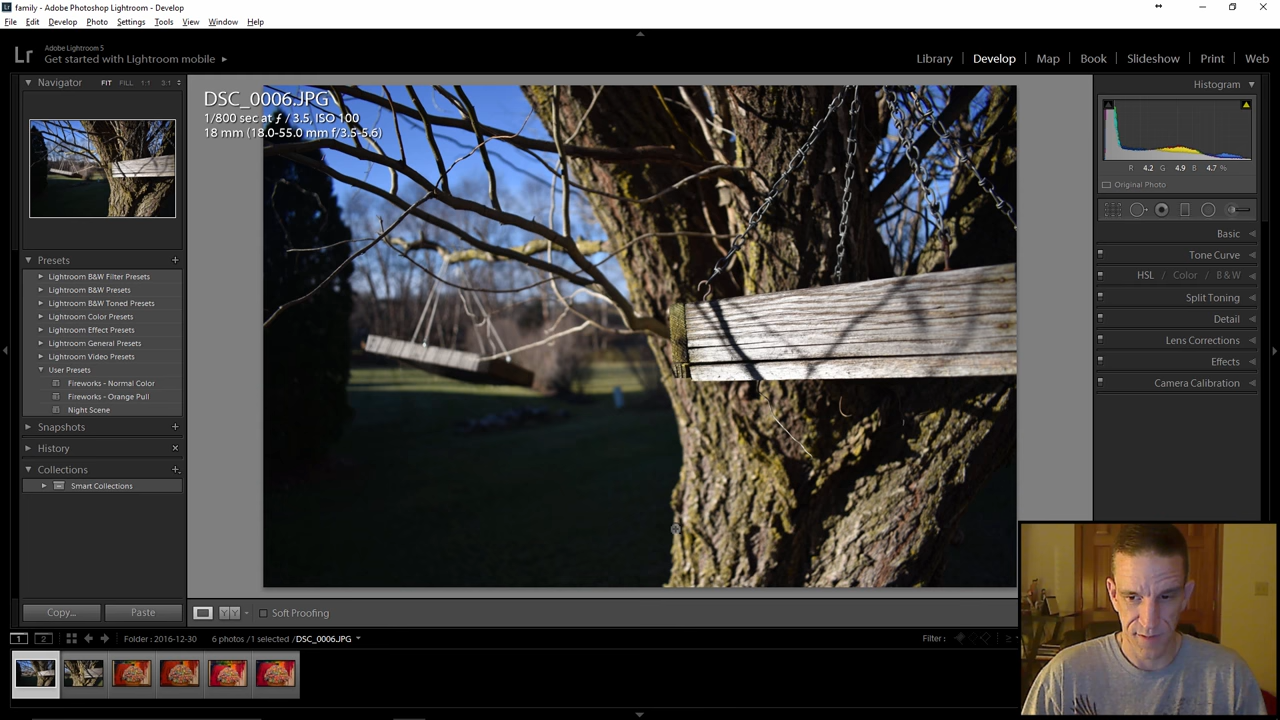 family - Adobe Photoshop Lightroom - Develop
File Edit Develop Photo Settings Tools View Window Help
Lr
Adobe Lightroom 5
Get started with Lightroom mobile
Library | Develop | Map | Book | Slideshow | Print | Web
Navigator FIT FILL 1:1 3:1
Histogram
DSC_0006.JPG
1/800 sec at ƒ / 3.5, ISO 100
18 mm (18.0-55.0 mm f/3.5-5.6)
R 4.2 G 4.9 B 4.7 %
Original Photo
Basic
Tone Curve
HSL / Color / B & W
Split Toning
Detail
Lens Corrections
Effects
Camera Calibration
Presets
Lightroom B&W Filter Presets
Lightroom B&W Presets
Lightroom B&W Toned Presets
Lightroom Color Presets
Lightroom Effect Presets
Lightroom General Presets
Lightroom Video Presets
User Presets
Fireworks - Normal Color
Fireworks - Orange Pull
Night Scene
Snapshots
History
Collections
Smart Collections
Copy... Paste
Y Y
Soft Proofing
1 2
Folder : 2016-12-30 6 photos / 1 selected / DSC_0006.JPG
Filter :